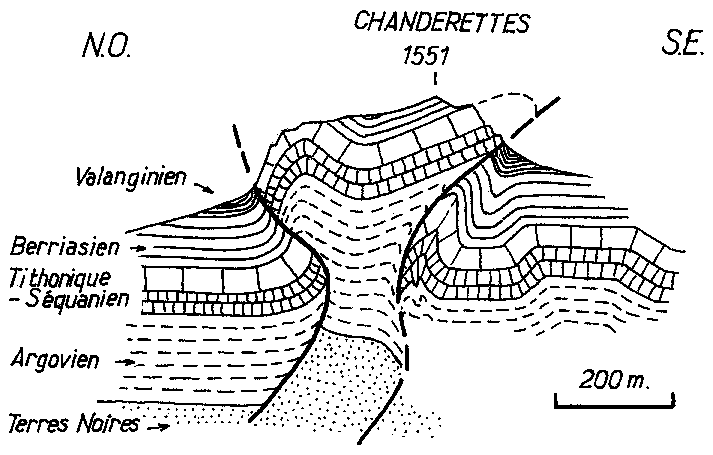 CHANDERETTES
N.O.
1551
S.E.
Valanginien
Berriasien
Tithonique
- Séquanien
Argovien
Terres Noires
200 m.